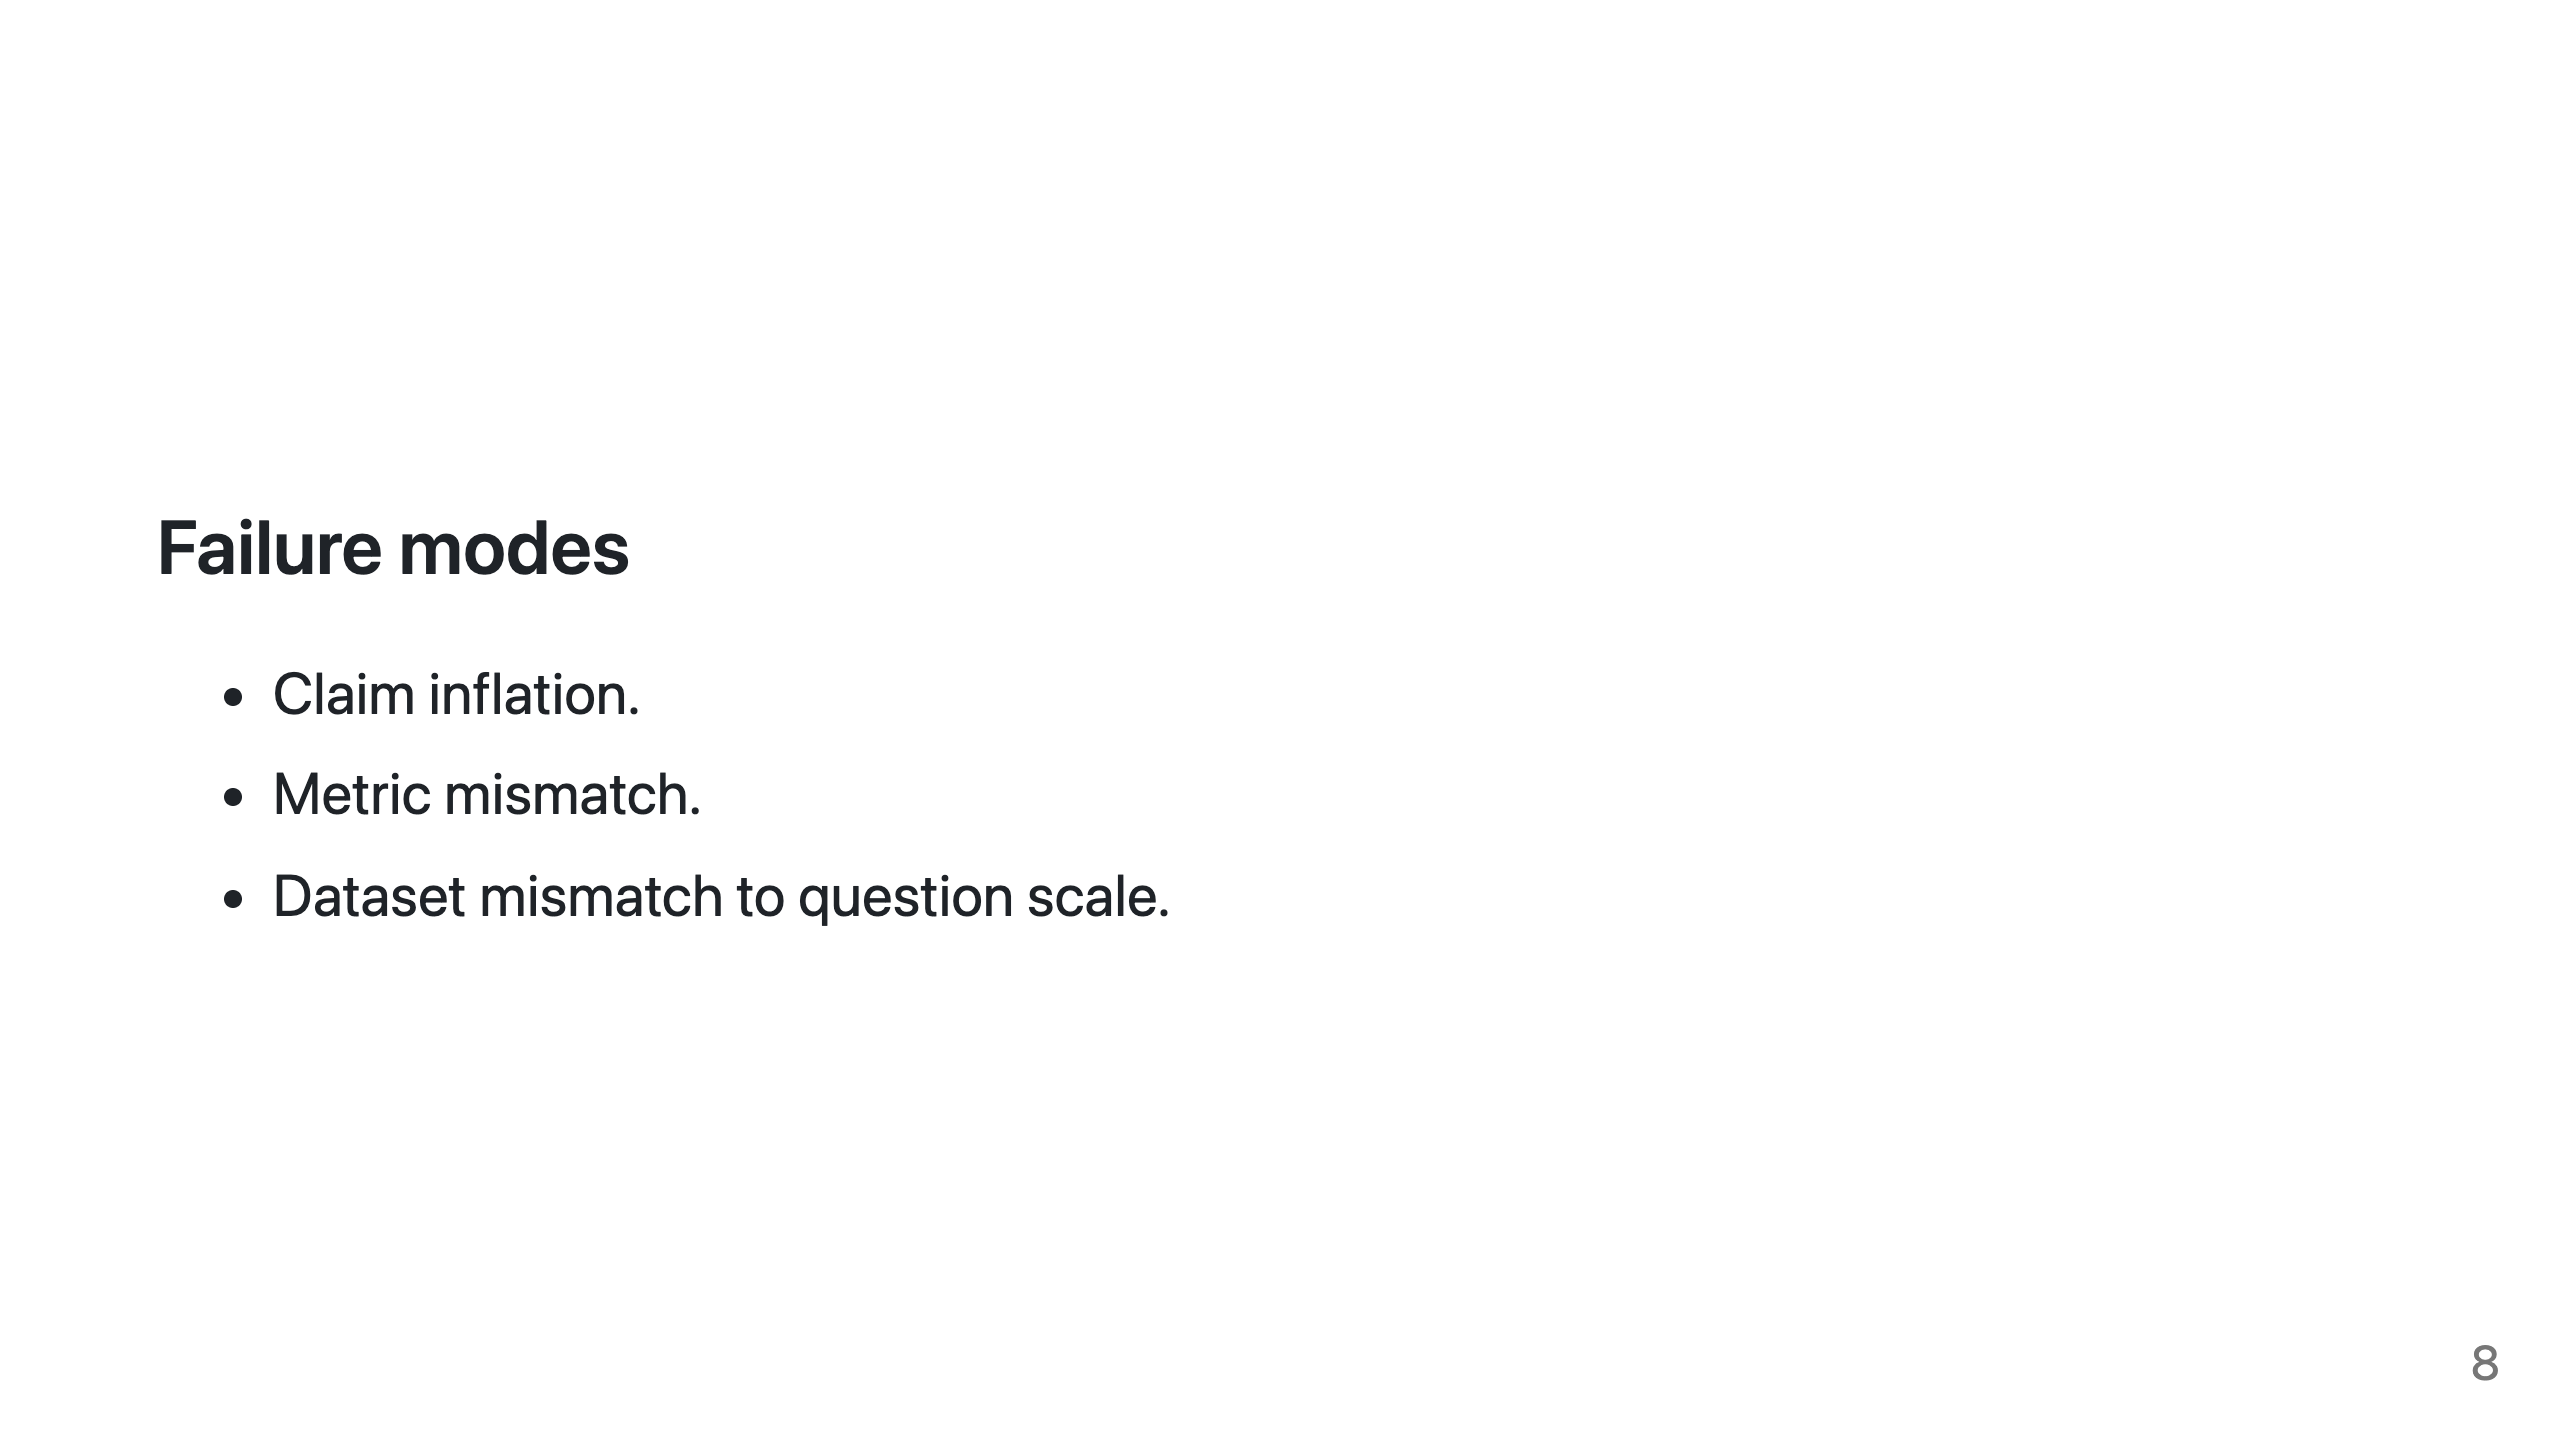 Failure modes
• Claim inflation.
• Metric mismatch.
• Dataset mismatch to question scale.
8